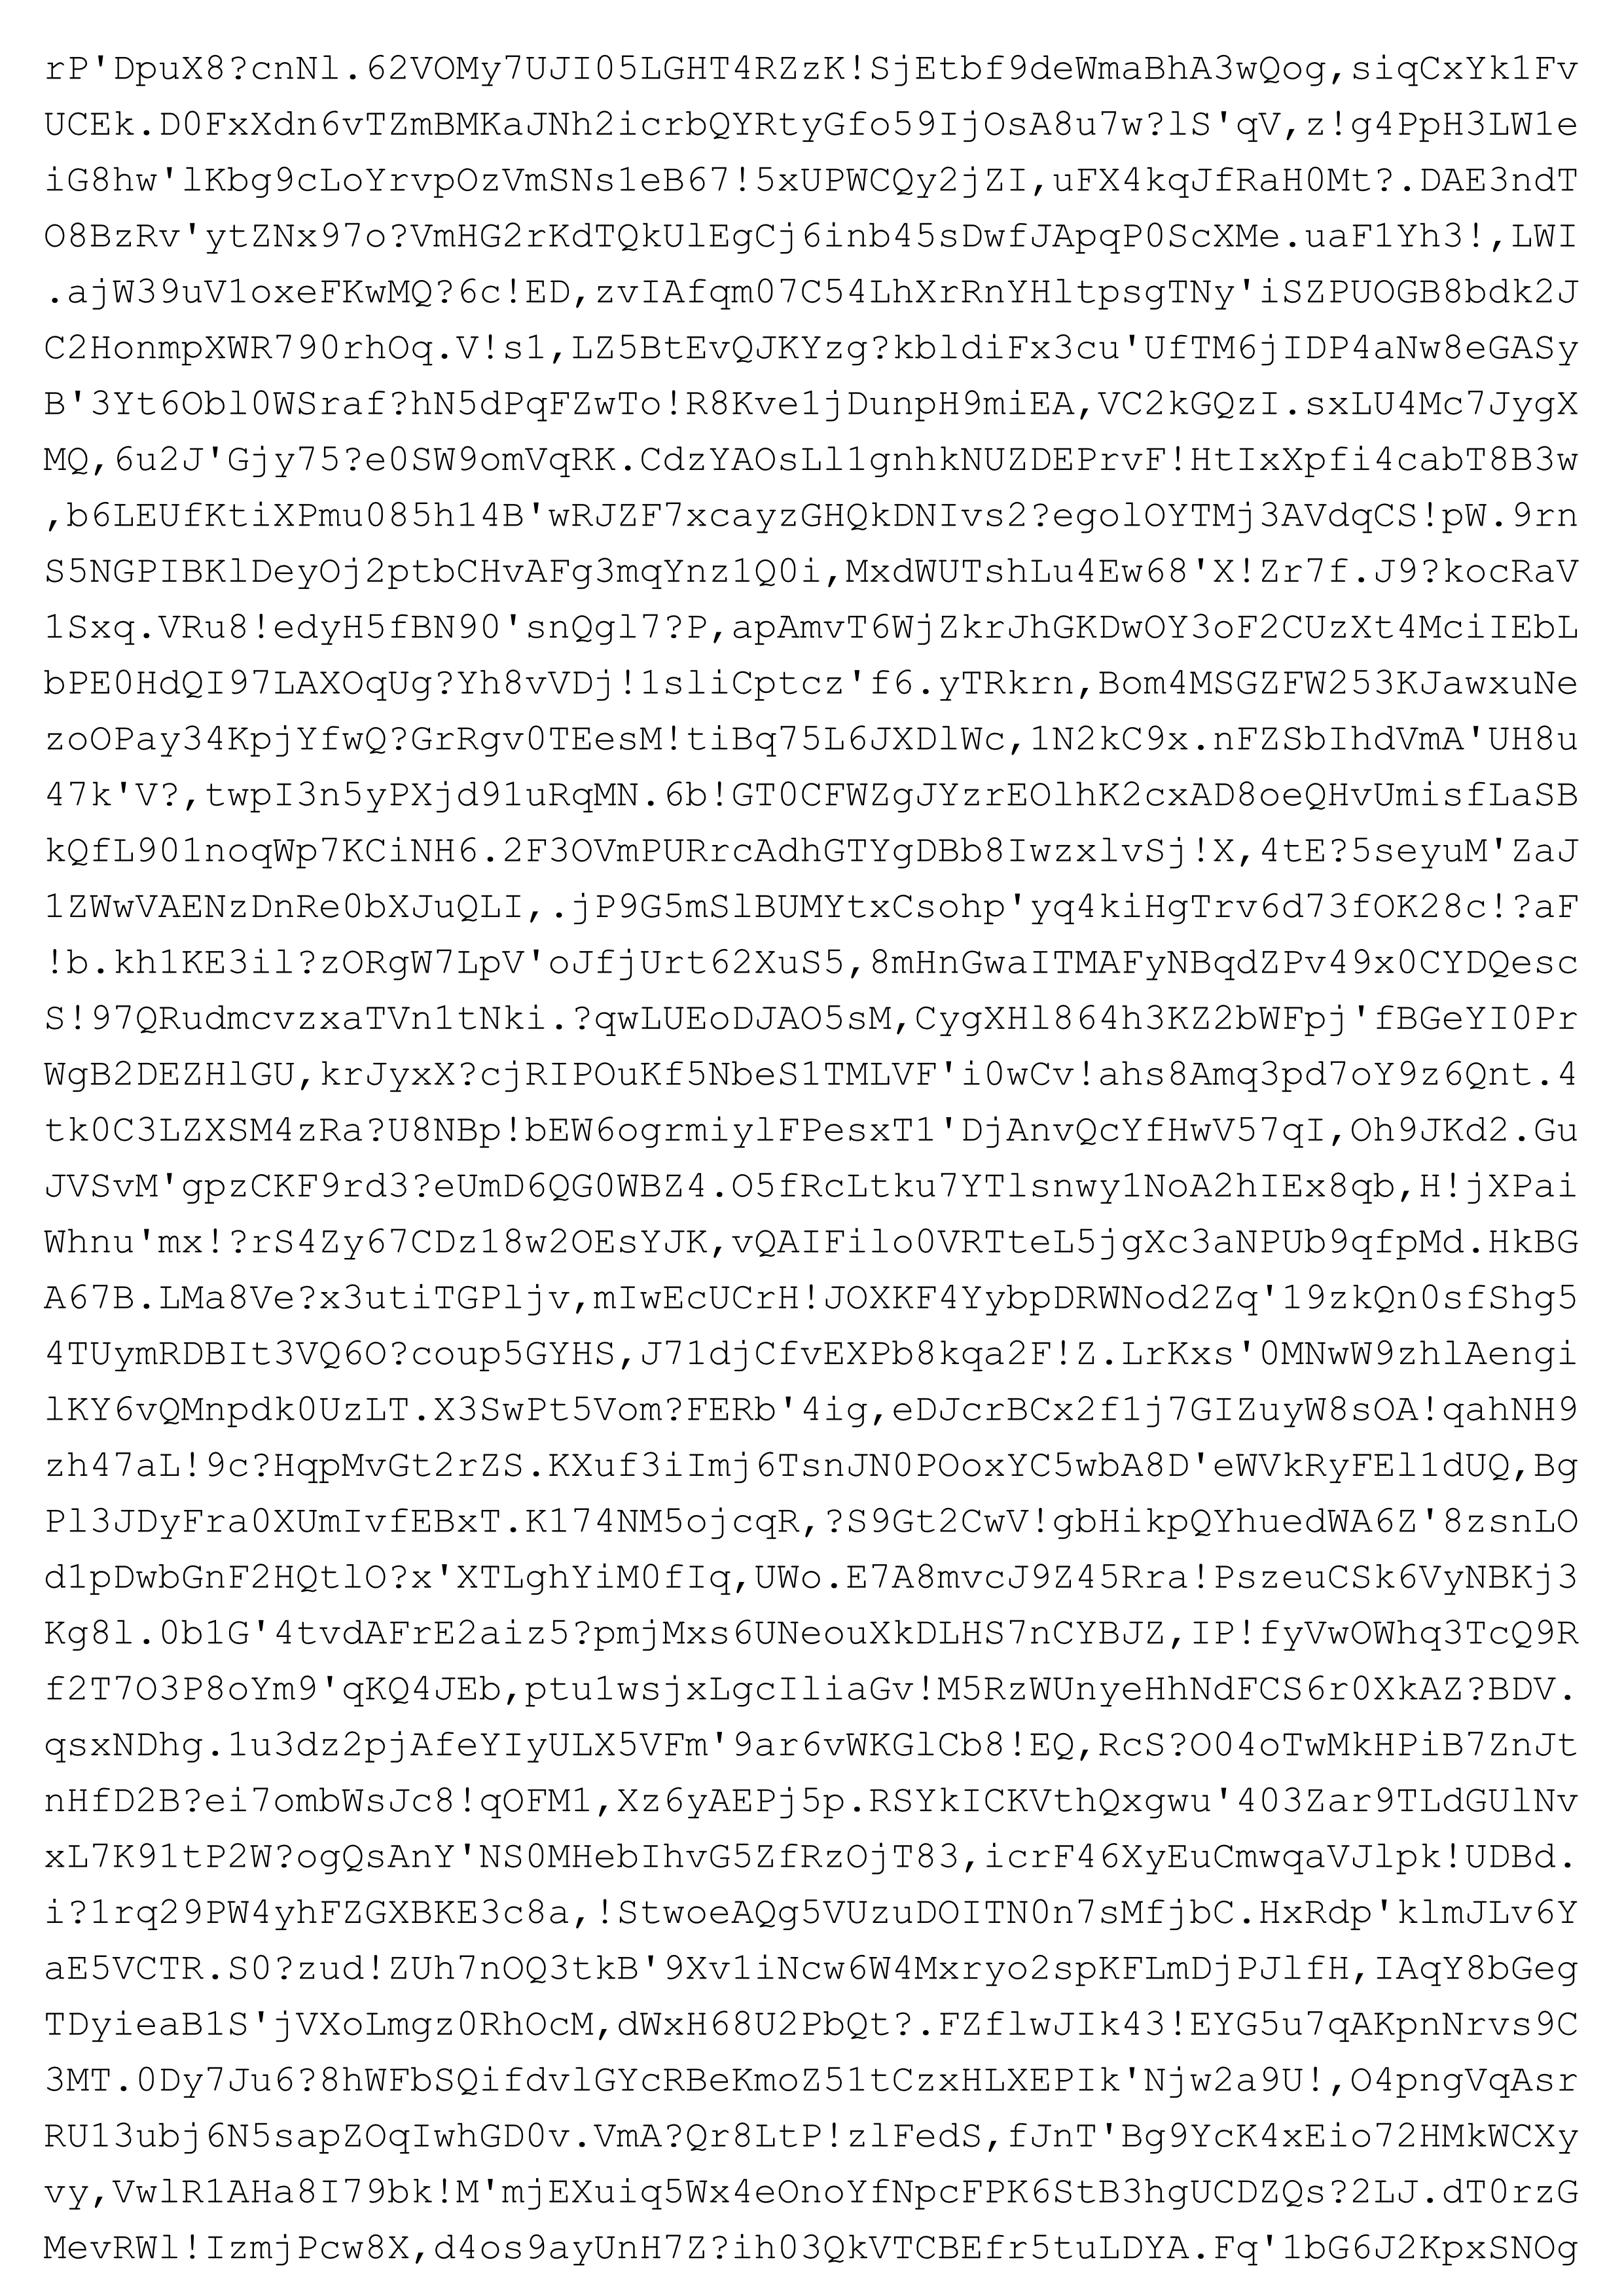 rP'DpuX8?cnNl.62VOMy7UJI05LGHT4RZzK!SjEtbf9deWmaBhA3wQog,siqCxYk1Fv
UCEk.D0FxXdn6vTZmBMKaJNh2icrbQYRtyGfo59IjOsA8u7w?lS'qV,z!g4PpH3LW1e
iG8hw'lKbg9cLoYrvpOzVmSNs1eB67!5xUPWCQy2jZI,uFX4kqJfRaH0Mt?.DAE3ndT
O8BzRv'ytZNx97o?VmHG2rKdTQkUlEgCj6inb45sDwfJApqP0ScXMe.uaF1Yh3!,LWI
.ajW39uV1oxeFKwMQ?6c!ED,zvIAfqm07C54LhXrRnYHltpsgTNy'iSZPUOGB8bdk2J
C2HonmpXWR790rhOq.V!s1,LZ5BtEvQJKYzg?kbldiFx3cu'UfTM6jIDP4aNw8eGASy
B'3Yt6Obl0WSraf?hN5dPqFZwTo!R8Kve1jDunpH9miEA,VC2kGQzI.sxLU4Mc7JygX
MQ,6u2J'Gjy75?e0SW9omVqRK.CdzYAOsLl1gnhkNUZDEPrvF!HtIxXpfi4cabT8B3w
,b6LEUfKtiXPmu085h14B'wRJZF7xcayzGHQkDNIvs2?egolOYTMj3AVdqCS!pW.9rn
S5NGPIBKlDeyOj2ptbCHvAFg3mqYnz1Q0i,MxdWUTshLu4Ew68'X!Zr7f.J9?kocRaV
1Sxq.VRu8!edyH5fBN90'snQgl7?P,apAmvT6WjZkrJhGKDwOY3oF2CUzXt4MciIEbL
bPE0HdQI97LAXOqUg?Yh8vVDj!1sliCptcz'f6.yTRkrn,Bom4MSGZFW253KJawxuNe
zoOPay34KpjYfwQ?GrRgv0TEesM!tiBq75L6JXDlWc,1N2kC9x.nFZSbIhdVmA'UH8u
47k'V?,twpI3n5yPXjd91uRqMN.6b!GT0CFWZgJYzrEOlhK2cxAD8oeQHvUmisfLaSB
kQfL901noqWp7KCiNH6.2F3OVmPURrcAdhGTYgDBb8IwzxlvSj!X,4tE?5seyuM'ZaJ
1ZWwVAENzDnRe0bXJuQLI,.jP9G5mSlBUMYtxCsohp'yq4kiHgTrv6d73fOK28c!?aF
!b.kh1KE3il?zORgW7LpV'oJfjUrt62XuS5,8mHnGwaITMAFyNBqdZPv49x0CYDQesc
S!97QRudmcvzxaTVn1tNki.?qwLUEoDJAO5sM,CygXHl864h3KZ2bWFpj'fBGeYI0Pr
WgB2DEZHlGU,krJyxX?cjRIPOuKf5NbeS1TMLVF'i0wCv!ahs8Amq3pd7oY9z6Qnt.4
tk0C3LZXSM4zRa?U8NBp!bEW6ogrmiylFPesxT1'DjAnvQcYfHwV57qI,Oh9JKd2.Gu
JVSvM'gpzCKF9rd3?eUmD6QG0WBZ4.O5fRcLtku7YTlsnwy1NoA2hIEx8qb,H!jXPai
Whnu'mx!?rS4Zy67CDz18w2OEsYJK,vQAIFilo0VRTteL5jgXc3aNPUb9qfpMd.HkBG
A67B.LMa8Ve?x3utiTGPljv,mIwEcUCrH!JOXKF4YybpDRWNod2Zq'19zkQn0sfShg5
4TUymRDBIt3VQ6O?coup5GYHS,J71djCfvEXPb8kqa2F!Z.LrKxs'0MNwW9zhlAengi
lKY6vQMnpdk0UzLT.X3SwPt5Vom?FERb'4ig,eDJcrBCx2f1j7GIZuyW8sOA!qahNH9
zh47aL!9c?HqpMvGt2rZS.KXuf3iImj6TsnJN0POoxYC5wbA8D'eWVkRyFEl1dUQ,Bg
Pl3JDyFra0XUmIvfEBxT.K174NM5ojcqR,?S9Gt2CwV!gbHikpQYhuedWA6Z'8zsnLO
d1pDwbGnF2HQtlO?x'XTLghYiM0fIq,UWo.E7A8mvcJ9Z45Rra!PszeuCSk6VyNBKj3
Kg8l.0b1G'4tvdAFrE2aiz5?pmjMxs6UNeouXkDLHS7nCYBJZ,IP!fyVwOWhq3TcQ9R
f2T7O3P8oYm9'qKQ4JEb,ptu1wsjxLgcIliaGv!M5RzWUnyeHhNdFCS6r0XkAZ?BDV.
qsxNDhg.1u3dz2pjAfeYIyULX5VFm'9ar6vWKGlCb8!EQ,RcS?O04oTwMkHPiB7ZnJt
nHfD2B?ei7ombWsJc8!qOFM1,Xz6yAEPj5p.RSYkICKVthQxgwu'403Zar9TLdGUlNv
xL7K91tP2W?ogQsAnY'NS0MHebIhvG5ZfRzOjT83,icrF46XyEuCmwqaVJlpk!UDBd.
i?1rq29PW4yhFZGXBKE3c8a,!StwoeAQg5VUzuDOITN0n7sMfjbC.HxRdp'klmJLv6Y
aE5VCTR.S0?zud!ZUh7nOQ3tkB'9Xv1iNcw6W4Mxryo2spKFLmDjPJlfH,IAqY8bGeg
TDyieaB1S'jVXoLmgz0RhOcM,dWxH68U2PbQt?.FZflwJIk43!EYG5u7qAKpnNrvs9C
3MT.0Dy7Ju6?8hWFbSQifdvlGYcRBeKmoZ51tCzxHLXEPIk'Njw2a9U!,O4pngVqAsr
RU13ubj6N5sapZOqIwhGD0v.VmA?Qr8LtP!zlFedS,fJnT'Bg9YcK4xEio72HMkWCXy
vy,VwlR1AHa8I79bk!M'mjEXuiq5Wx4eOnoYfNpcFPK6StB3hgUCDZQs?2LJ.dT0rzG
MevRWl!IzmjPcw8X,d4os9ayUnH7Z?ih03QkVTCBEfr5tuLDYA.Fq'1bG6J2KpxSNOg